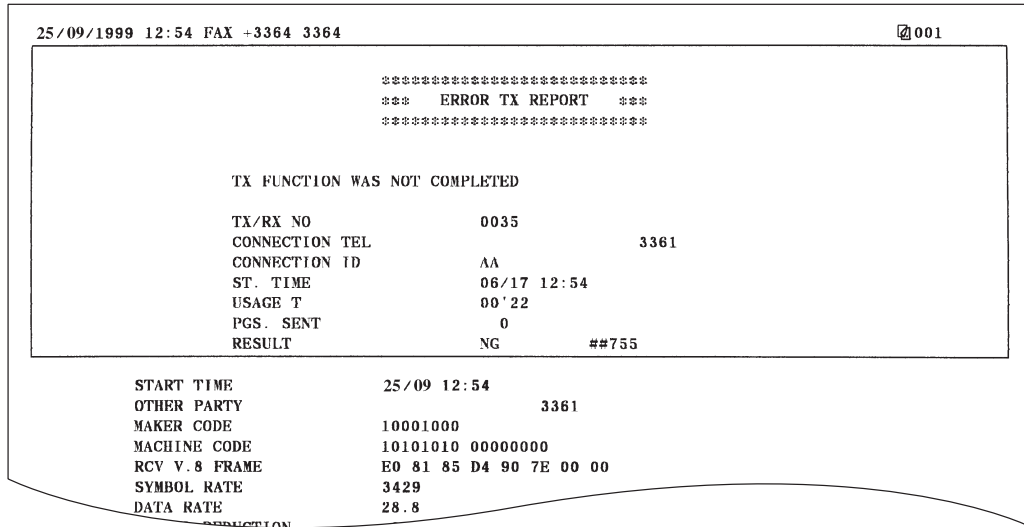 25/09/1999 12:54 FAX +3364 3364 001
***************************
*** ERROR TX REPORT ***
***************************
TX FUNCTION WAS NOT COMPLETED
TX/RX NO 0035
CONNECTION TEL 3361
CONNECTION ID AA
ST. TIME 06/17 12:54
USAGE T 00'22
PGS. SENT 0
RESULT NG ##755
START TIME 25/09 12:54
OTHER PARTY 3361
MAKER CODE 10001000
MACHINE CODE 10101010 00000000
RCV V.8 FRAME E0 81 85 D4 90 7E 00 00
SYMBOL RATE 3429
DATA RATE 28.8